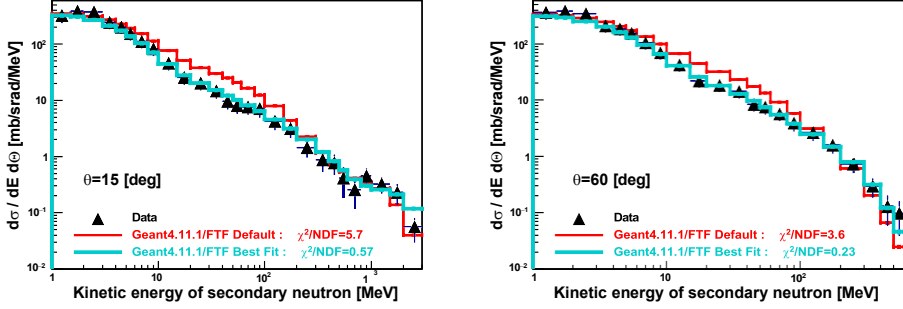 dσ / dE dΘ [mb/srad/MeV]
10²
10
1
10⁻¹
10⁻²
θ=15 [deg]
Data
Geant4.11.1/FTF Default : χ²/NDF=5.7
Geant4.11.1/FTF Best Fit : χ²/NDF=0.57
1 10 10² 10³
Kinetic energy of secondary neutron [MeV]
dσ / dE dΘ [mb/srad/MeV]
10²
10
1
10⁻¹
10⁻²
θ=60 [deg]
Data
Geant4.11.1/FTF Default : χ²/NDF=3.6
Geant4.11.1/FTF Best Fit : χ²/NDF=0.23
1 10 10²
Kinetic energy of secondary neutron [MeV]